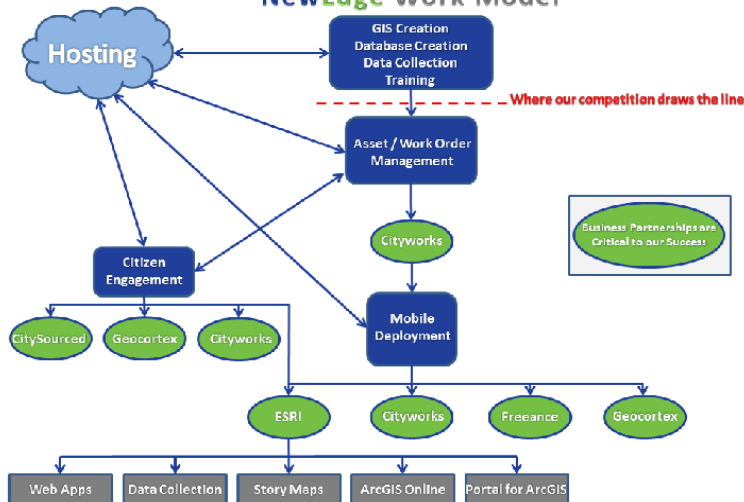 NewEdge Work Model
Hosting
GIS Creation
Database Creation
Data Collection
Training
Where our competition draws the line
Asset / Work Order
Management
Business Partnerships are
Critical to our Success
Cityworks
Citizen
Engagement
Mobile
Deployment
CitySourced
Geocortex
Cityworks
ESRI
Cityworks
Freeance
Geocortex
Web Apps
Data Collection
Story Maps
ArcGIS Online
Portal for ArcGIS